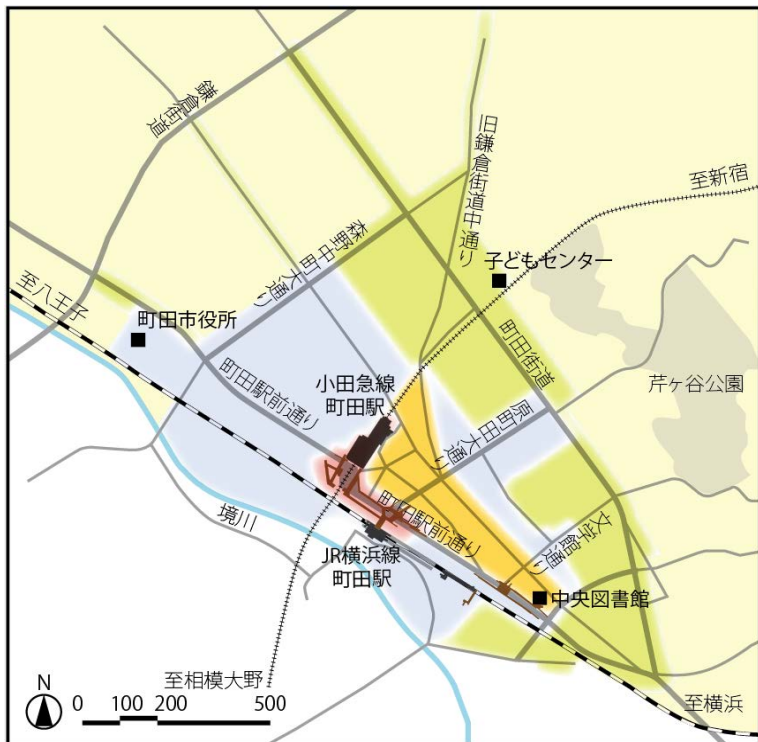 鎌倉街道
旧鎌倉街道中通り
至新宿
森野中町大通り
子どもセンター
至八王子
町田市役所
町田街道
小田急線
町田駅
町田駅前通り
芹ヶ谷公園
原町田大通り
境川
町田駅前通り
文学館通り
JR横浜線
町田駅
中央図書館
至相模大野
至横浜
N
0 100 200 500